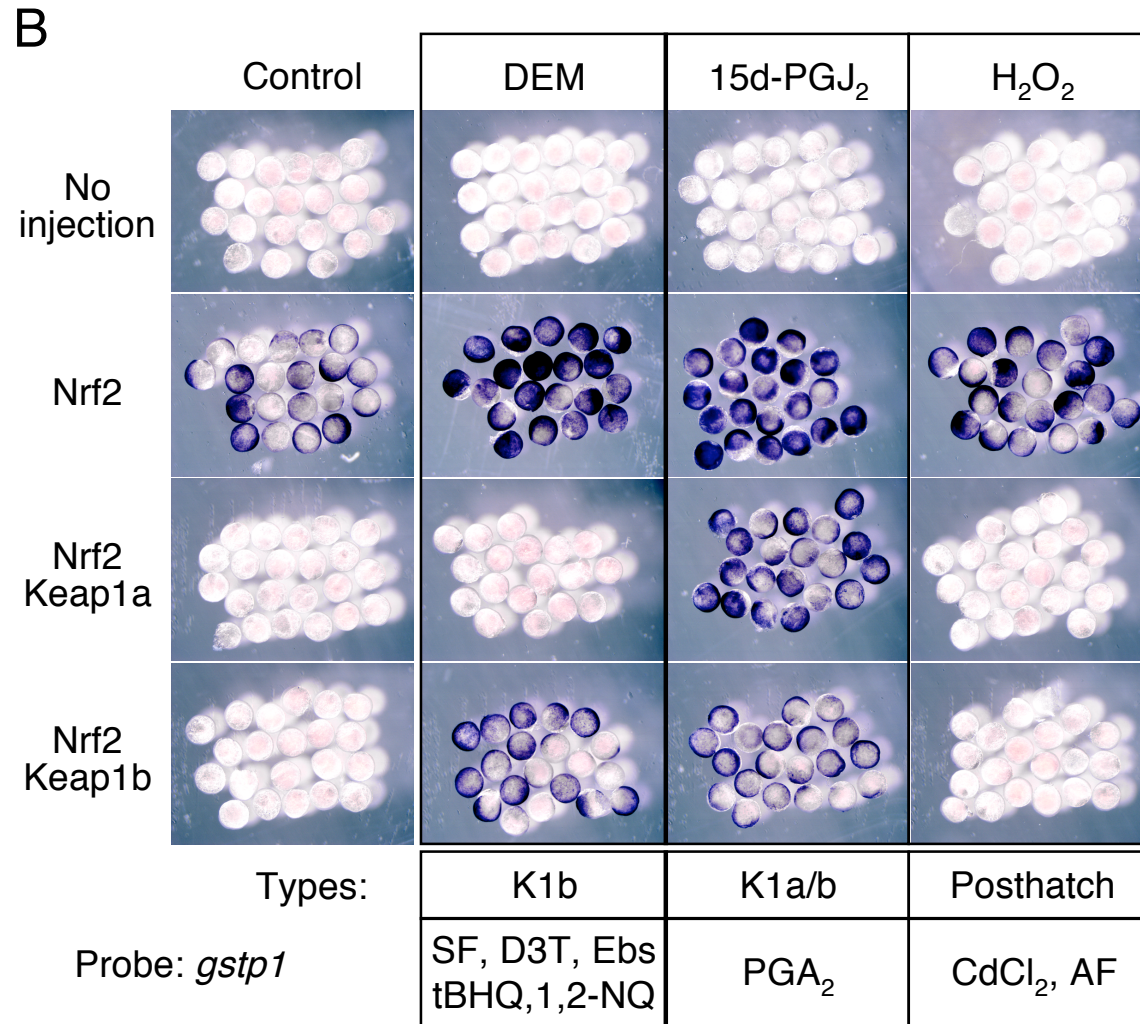 B
Control DEM 15d-PGJ₂ H₂O₂
No
injection
Nrf2
Nrf2
Keap1a
Nrf2
Keap1b
Types: K1b K1a/b Posthatch
Probe: gstp1
SF, D3T, Ebs
tBHQ,1,2-NQ
PGA₂
CdCl₂, AF